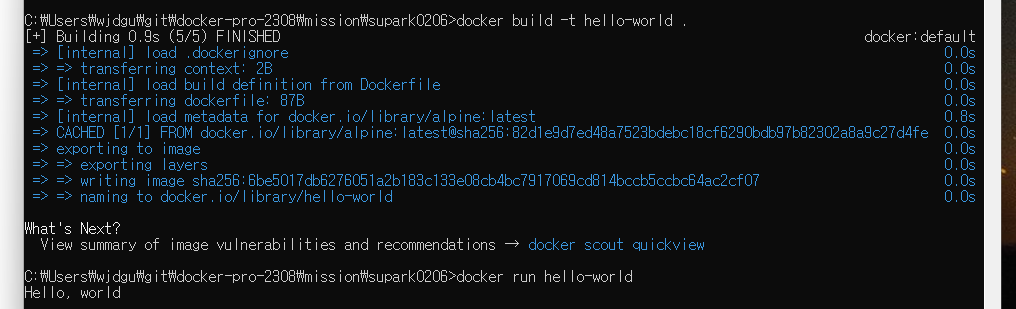 C:₩Users₩wjdgu₩git₩docker-pro-2308₩mission₩supark0206>docker build -t hello-world .
[+] Building 0.9s (5/5) FINISHED docker:default
=> [internal] load .dockerignore 0.0s
=> => transferring context: 2B 0.0s
=> [internal] load build definition from Dockerfile 0.0s
=> => transferring dockerfile: 87B 0.0s
=> [internal] load metadata for docker.io/library/alpine:latest 0.8s
=> CACHED [1/1] FROM docker.io/library/alpine:latest@sha256:82d1e9d7ed48a7523bdebc18cf6290bdb97b82302a8a9c27d4fe 0.0s
=> exporting to image 0.0s
=> => exporting layers 0.0s
=> => writing image sha256:6be5017db6276051a2b183c133e08cb4bc7917069cd814bccb5ccbc64ac2cf07 0.0s
=> => naming to docker.io/library/hello-world 0.0s
What's Next?
View summary of image vulnerabilities and recommendations → docker scout quickview
C:₩Users₩wjdgu₩git₩docker-pro-2308₩mission₩supark0206>docker run hello-world
Hello, world